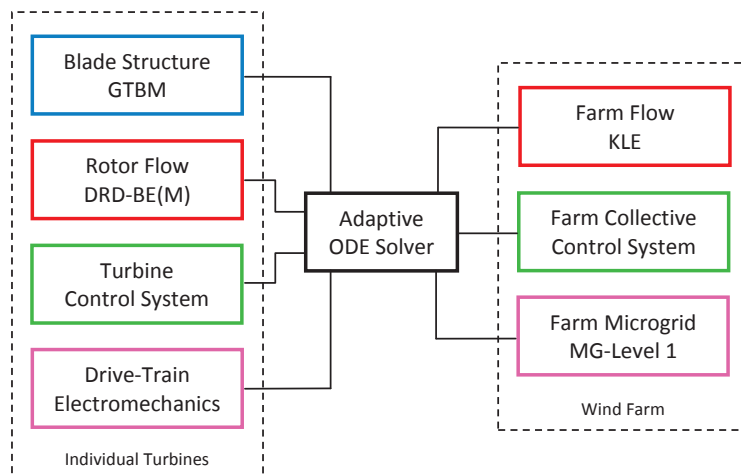 Blade Structure
GTBM
Rotor Flow
DRD-BE(M)
Turbine
Control System
Drive-Train
Electromechanics
Individual Turbines
Adaptive
ODE Solver
Farm Flow
KLE
Farm Collective
Control System
Farm Microgrid
MG-Level 1
Wind Farm